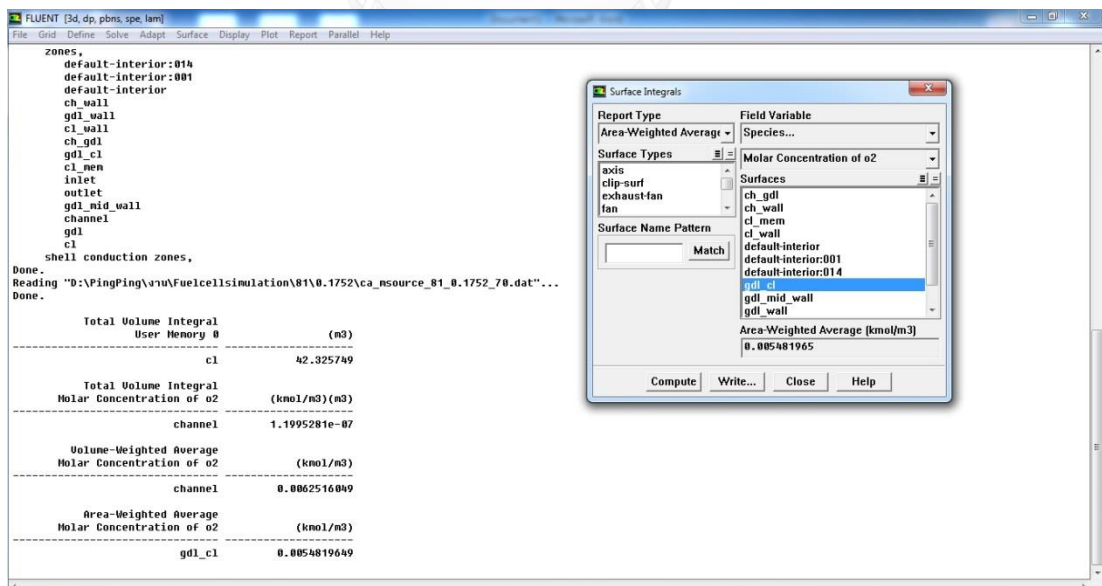 FLUENT [3d, dp, pbns, spe, lam]
File Grid Define Solve Adapt Surface Display Plot Report Parallel Help
zones,
default-interior:014
default-interior:001
default-interior
ch_wall
gdl_wall
cl_wall
ch_gdl
gdl_cl
cl_mem
inlet
outlet
gdl_mid_wall
channel
gdl
cl
shell conduction zones,
Done.
Reading "D:\PingPing\งาน\Fuelcellsimulation\81\0.1752\ca_msource_81_0.1752_70.dat"...
Done.
Total Volume Integral
User Memory 0 (m3)
cl 42.325749
Total Volume Integral
Molar Concentration of o2 (kmol/m3)(m3)
channel 1.1995281e-07
Volume-Weighted Average
Molar Concentration of o2 (kmol/m3)
channel 0.0062516049
Area-Weighted Average
Molar Concentration of o2 (kmol/m3)
gdl_cl 0.0054819649
Surface Integrals
Report Type
Area-Weighted Average
Surface Types
axis
clip-surf
exhaust-fan
fan
Surface Name Pattern
Match
Field Variable
Species...
Molar Concentration of o2
Surfaces
ch_gdl
ch_wall
cl_mem
cl_wall
default-interior
default-interior:001
default-interior:014
gdl_cl
gdl_mid_wall
gdl_wall
Area-Weighted Average (kmol/m3)
0.005481965
Compute Write... Close Help